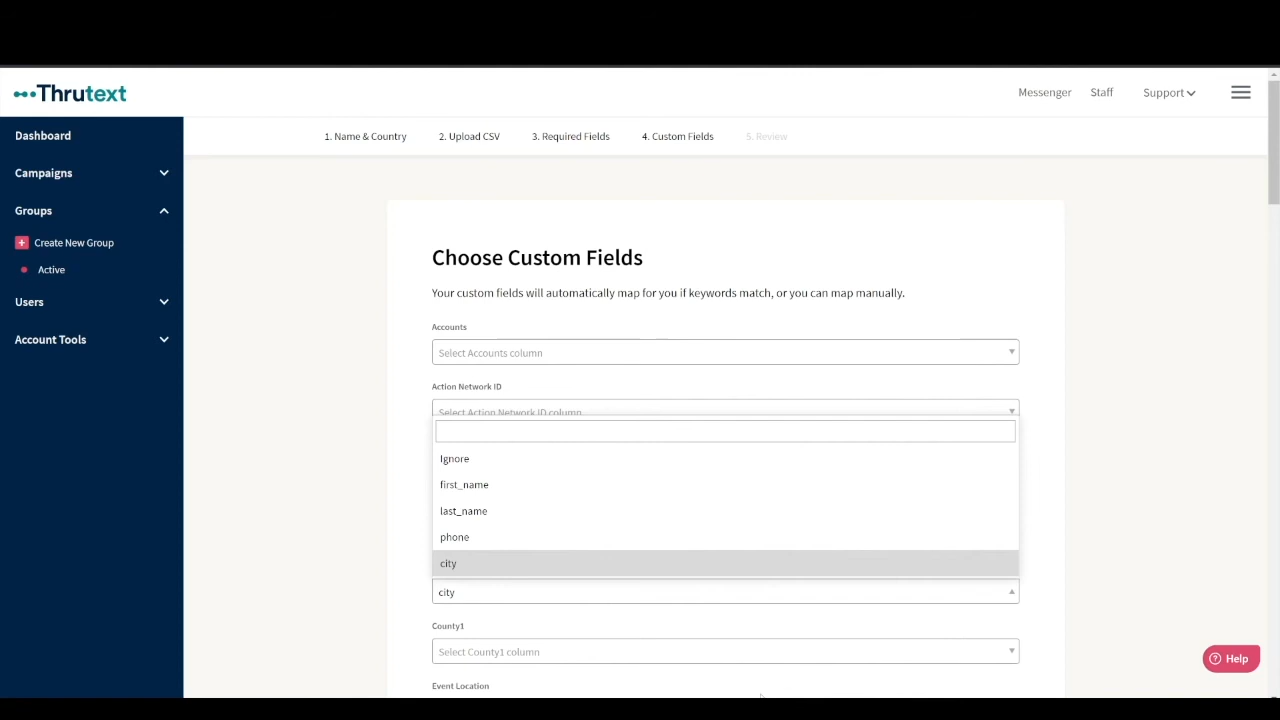 Thrutext
Messenger
Staff
Support
Dashboard
1. Name & Country
2. Upload CSV
3. Required Fields
4. Custom Fields
5. Review
Campaigns
Groups
Create New Group
Active
Users
Account Tools
Choose Custom Fields
Your custom fields will automatically map for you if keywords match, or you can map manually.
Accounts
Select Accounts column
Action Network ID
Select Action Network ID column
Ignore
first_name
last_name
phone
city
city
County1
Select County1 column
Event Location
Help